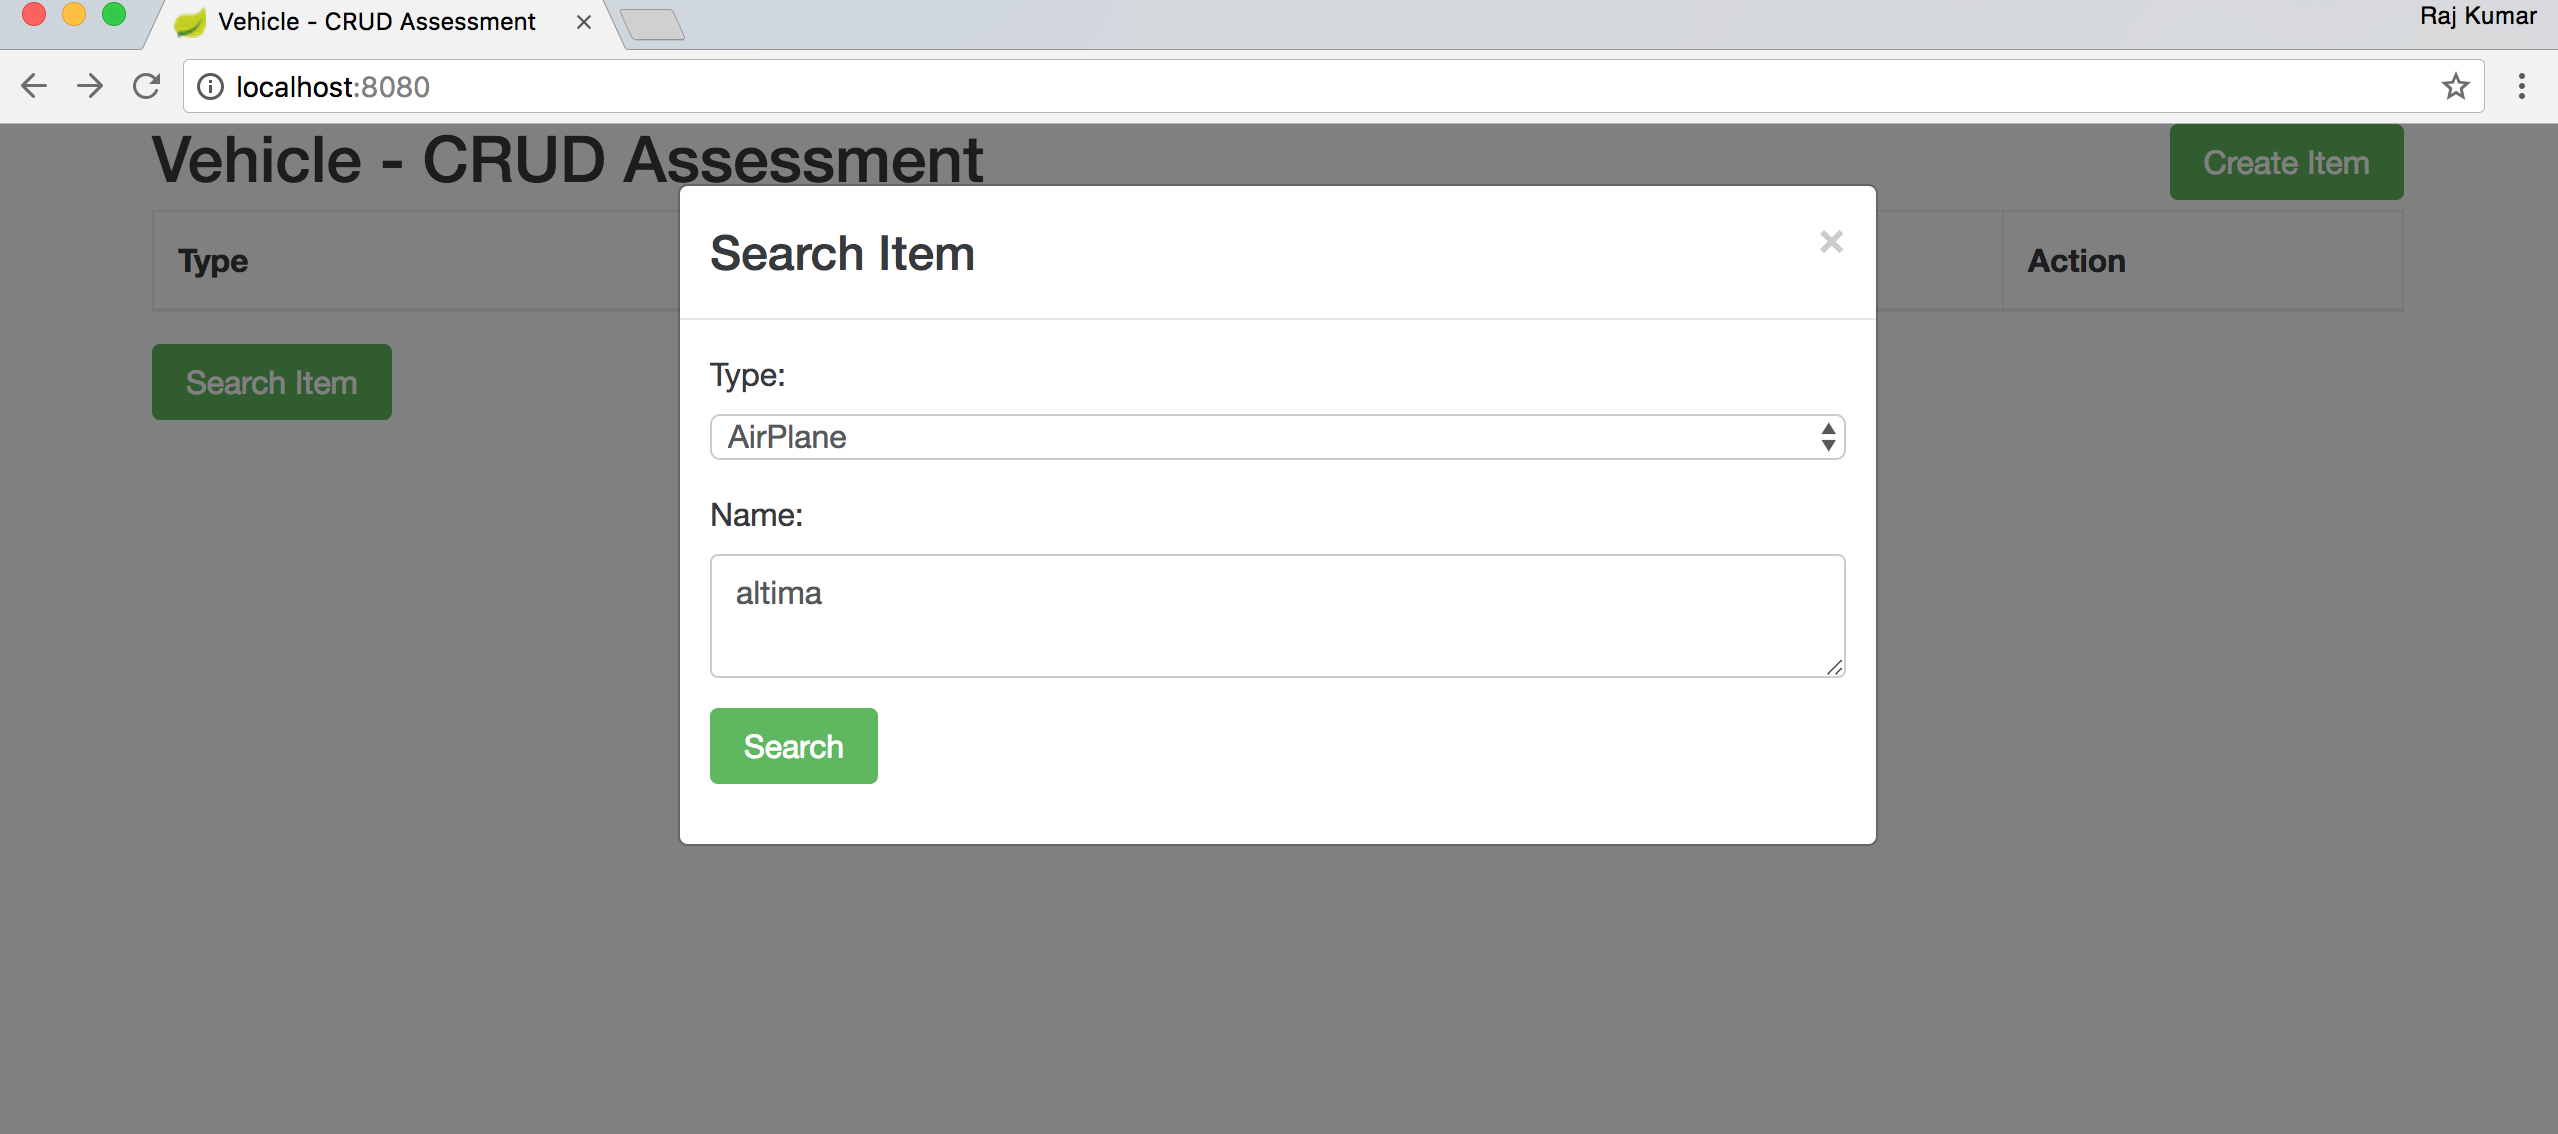 Vehicle - CRUD Assessment
Raj Kumar
localhost:8080
Vehicle - CRUD Assessment
Create Item
Type
Action
Search Item
Search Item
Type:
AirPlane
Name:
altima
Search